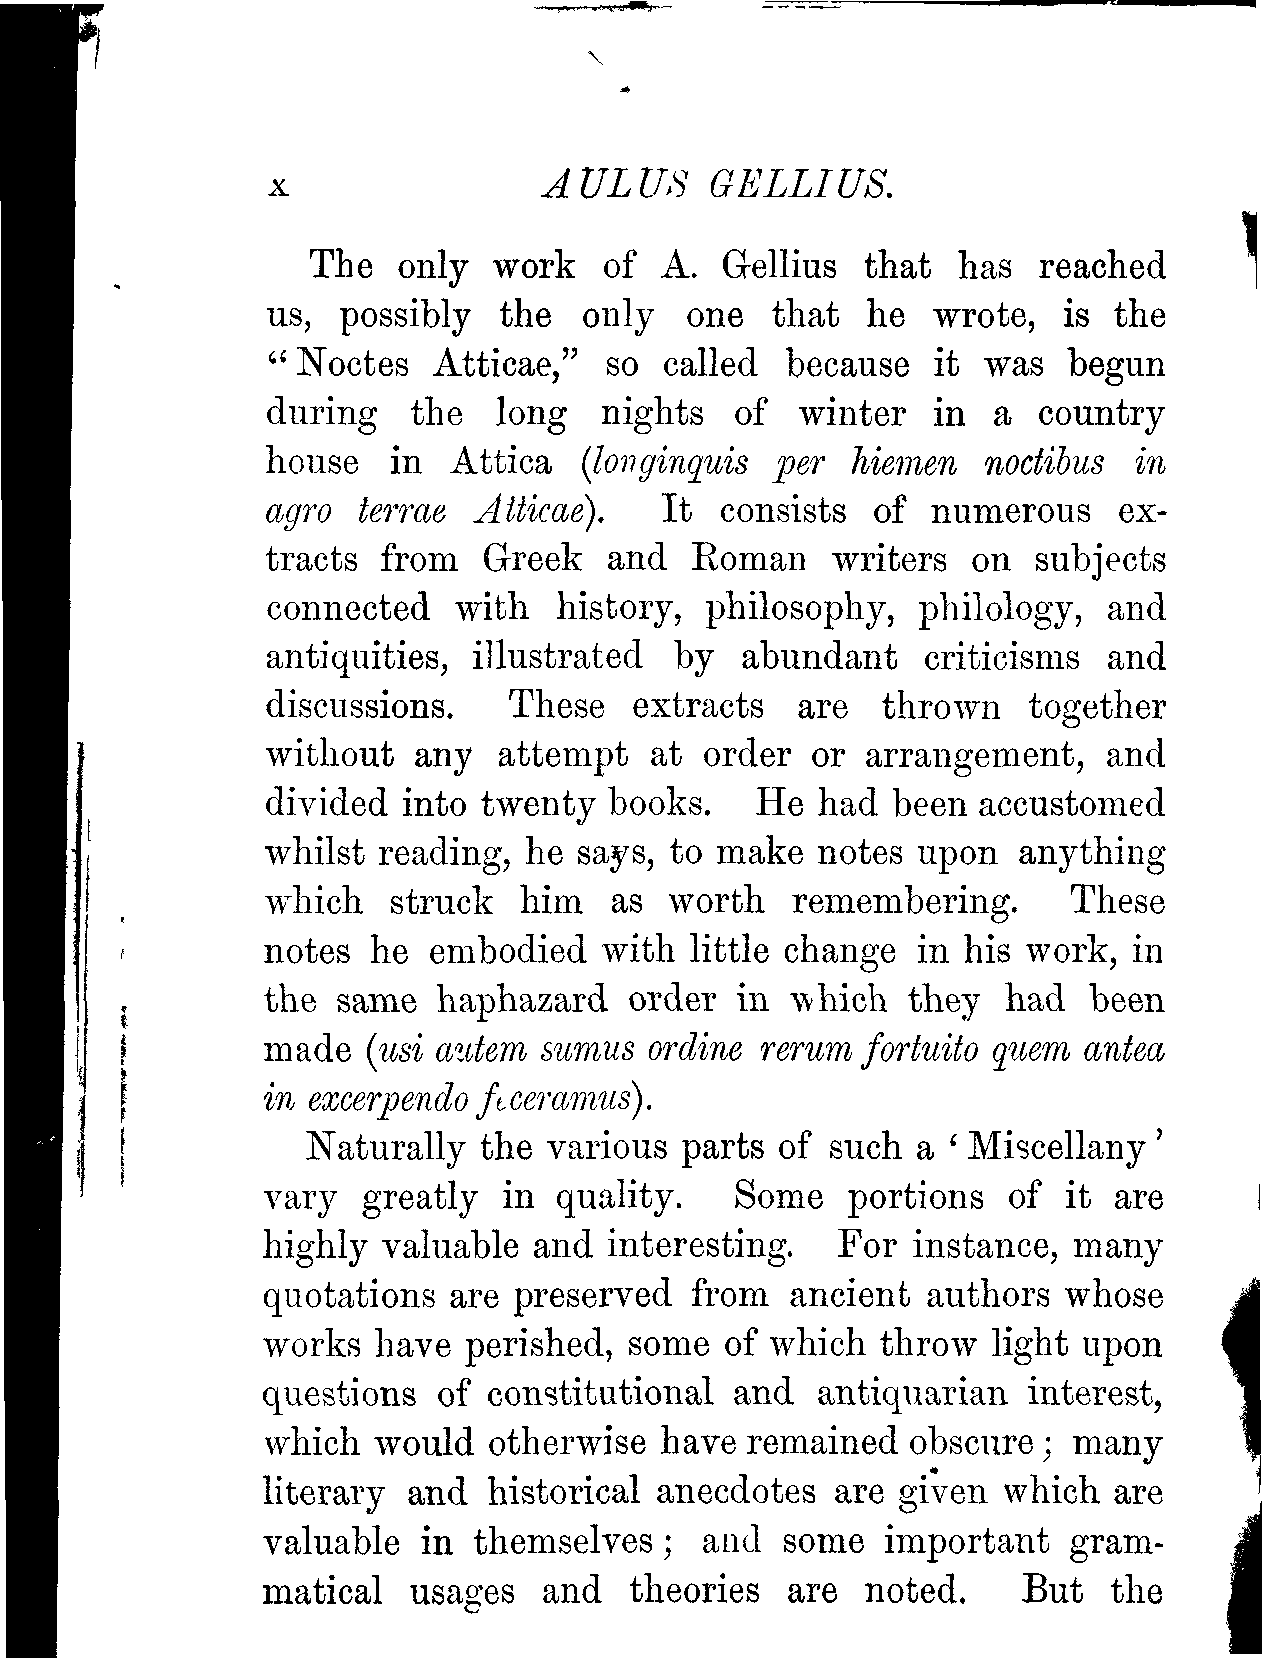 x AULUS GELLIUS.
The only work of A. Gellius that has reached
us, possibly the only one that he wrote, is the
“Noctes Atticae,” so called because it was begun
during the long nights of winter in a country
house in Attica (longinquis per hiemen noctibus in
agro terrae Atticae). It consists of numerous ex-
tracts from Greek and Roman writers on subjects
connected with history, philosophy, philology, and
antiquities, illustrated by abundant criticisms and
discussions. These extracts are thrown together
without any attempt at order or arrangement, and
divided into twenty books. He had been accustomed
whilst reading, he says, to make notes upon anything
which struck him as worth remembering. These
notes he embodied with little change in his work, in
the same haphazard order in which they had been
made (usi autem sumus ordine rerum fortuito quem antea
in excerpendo feceramus).
Naturally the various parts of such a ‘Miscellany’
vary greatly in quality. Some portions of it are
highly valuable and interesting. For instance, many
quotations are preserved from ancient authors whose
works have perished, some of which throw light upon
questions of constitutional and antiquarian interest,
which would otherwise have remained obscure; many
literary and historical anecdotes are given which are
valuable in themselves; and some important gram-
matical usages and theories are noted. But the